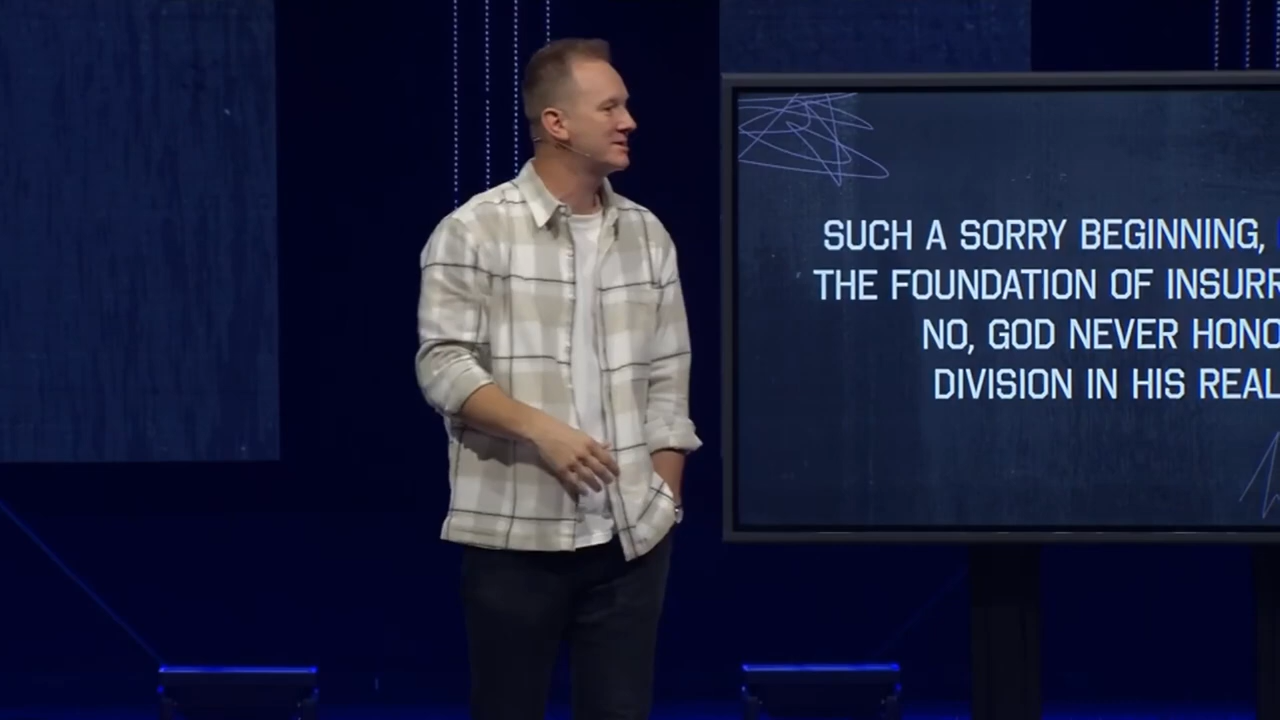 SUCH A SORRY BEGINNING,
THE FOUNDATION OF
NO, GOD NEVER
DIVISION IN HIS